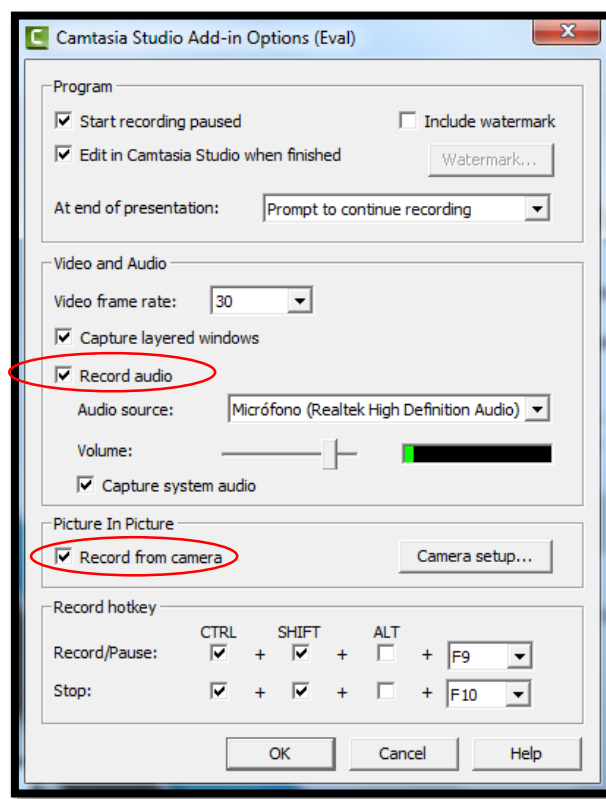 Camtasia Studio Add-in Options (Eval)
Program
Start recording paused Include watermark
Edit in Camtasia Studio when finished Watermark...
At end of presentation: Prompt to continue recording
Video and Audio
Video frame rate: 30
Capture layered windows
Record audio
Audio source: Micrófono (Realtek High Definition Audio)
Volume:
Capture system audio
Picture In Picture
Record from camera Camera setup...
Record hotkey
CTRL SHIFT ALT
Record/Pause: + + + F9
Stop: + + + F10
OK Cancel Help